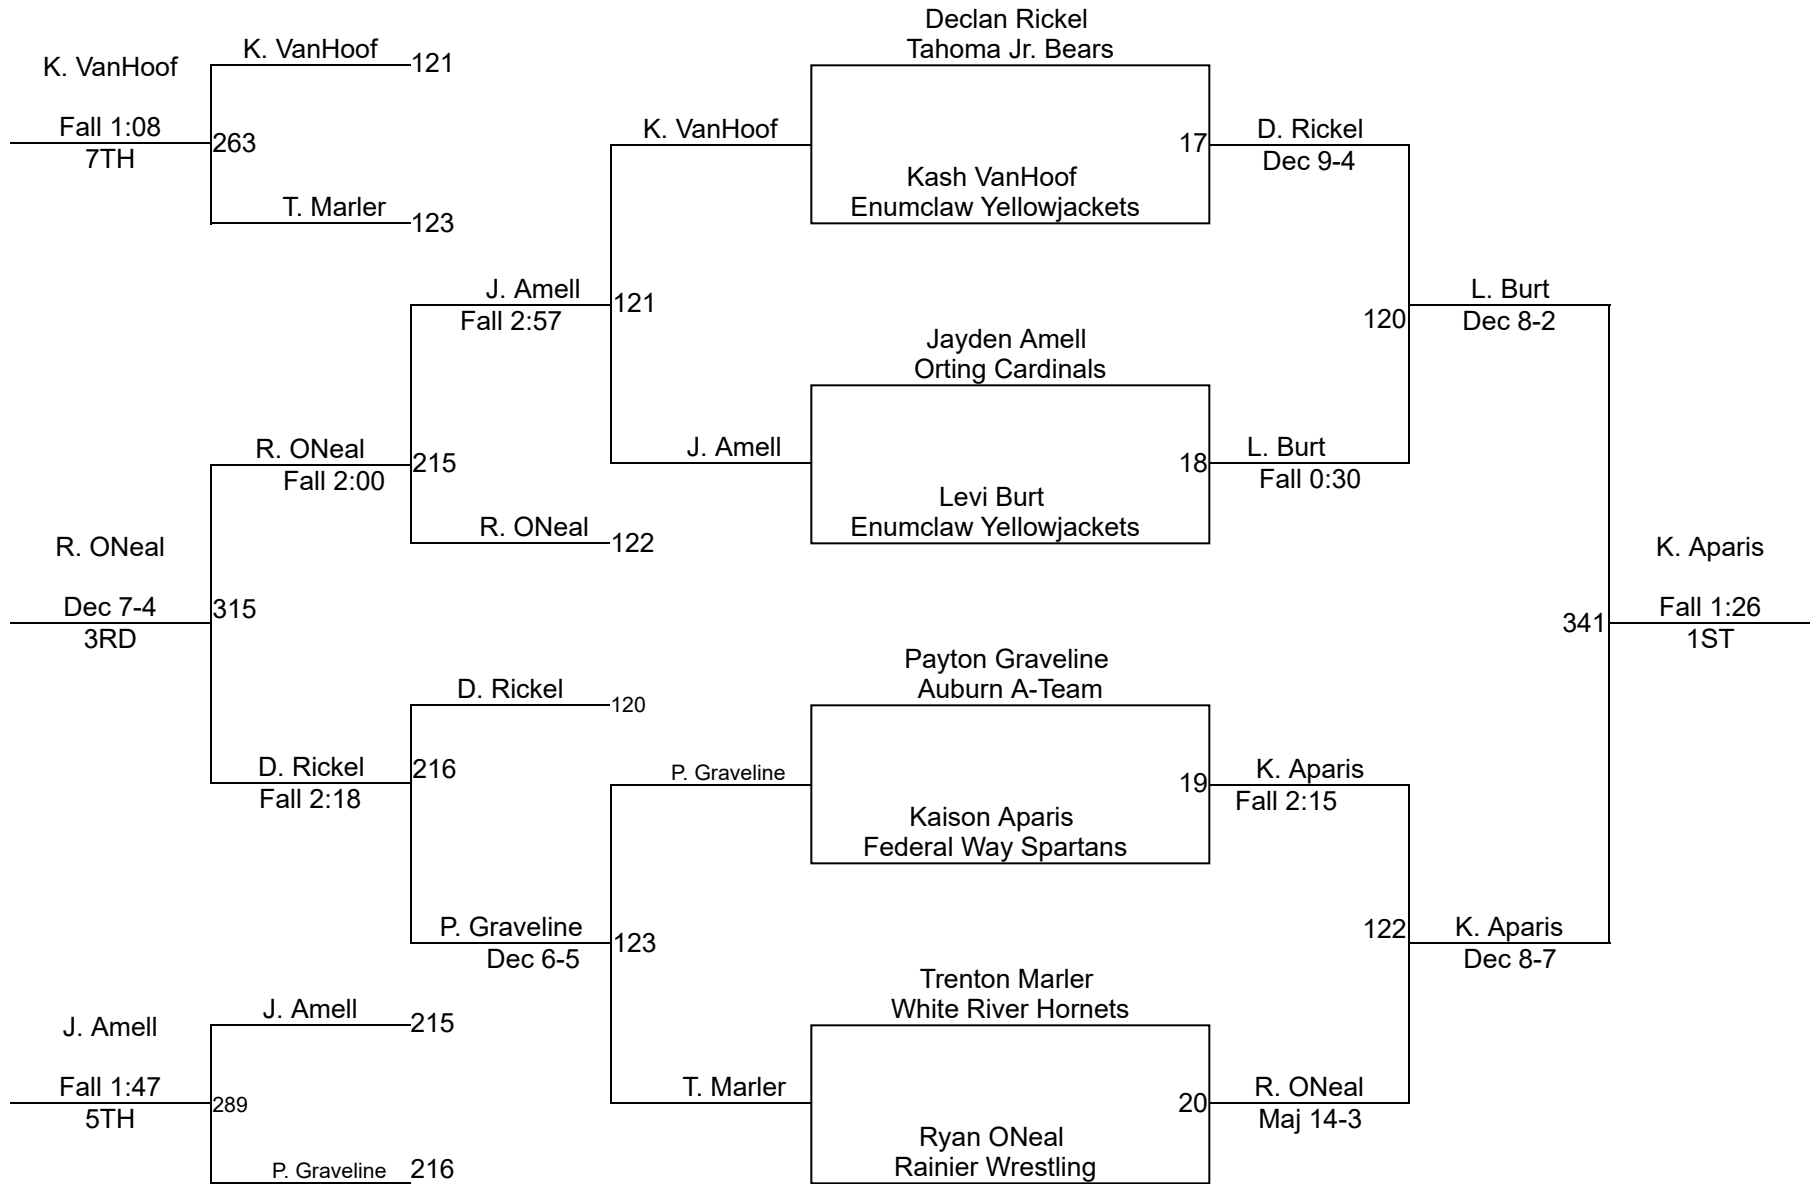 Declan Rickel
Tahoma Jr. Bears
K. VanHoof
121
K. VanHoof
Fall 1:08
7TH
263
K. VanHoof
17
D. Rickel
Dec 9-4
Kash VanHoof
Enumclaw Yellowjackets
T. Marler
123
J. Amell
Fall 2:57
121
L. Burt
Dec 8-2
120
Jayden Amell
Orting Cardinals
R. ONeal
Fall 2:00
215
J. Amell
18
L. Burt
Fall 0:30
Levi Burt
Enumclaw Yellowjackets
R. ONeal
122
R. ONeal
Dec 7-4
3RD
315
K. Aparis
Fall 1:26
1ST
341
Payton Graveline
Auburn A-Team
D. Rickel
120
D. Rickel
Fall 2:18
216
P. Graveline
19
K. Aparis
Fall 2:15
Kaison Aparis
Federal Way Spartans
P. Graveline
Dec 6-5
123
122
K. Aparis
Dec 8-7
Trenton Marler
White River Hornets
J. Amell
215
J. Amell
Fall 1:47
5TH
289
T. Marler
20
R. ONeal
Maj 14-3
Ryan ONeal
Rainier Wrestling
P. Graveline
216